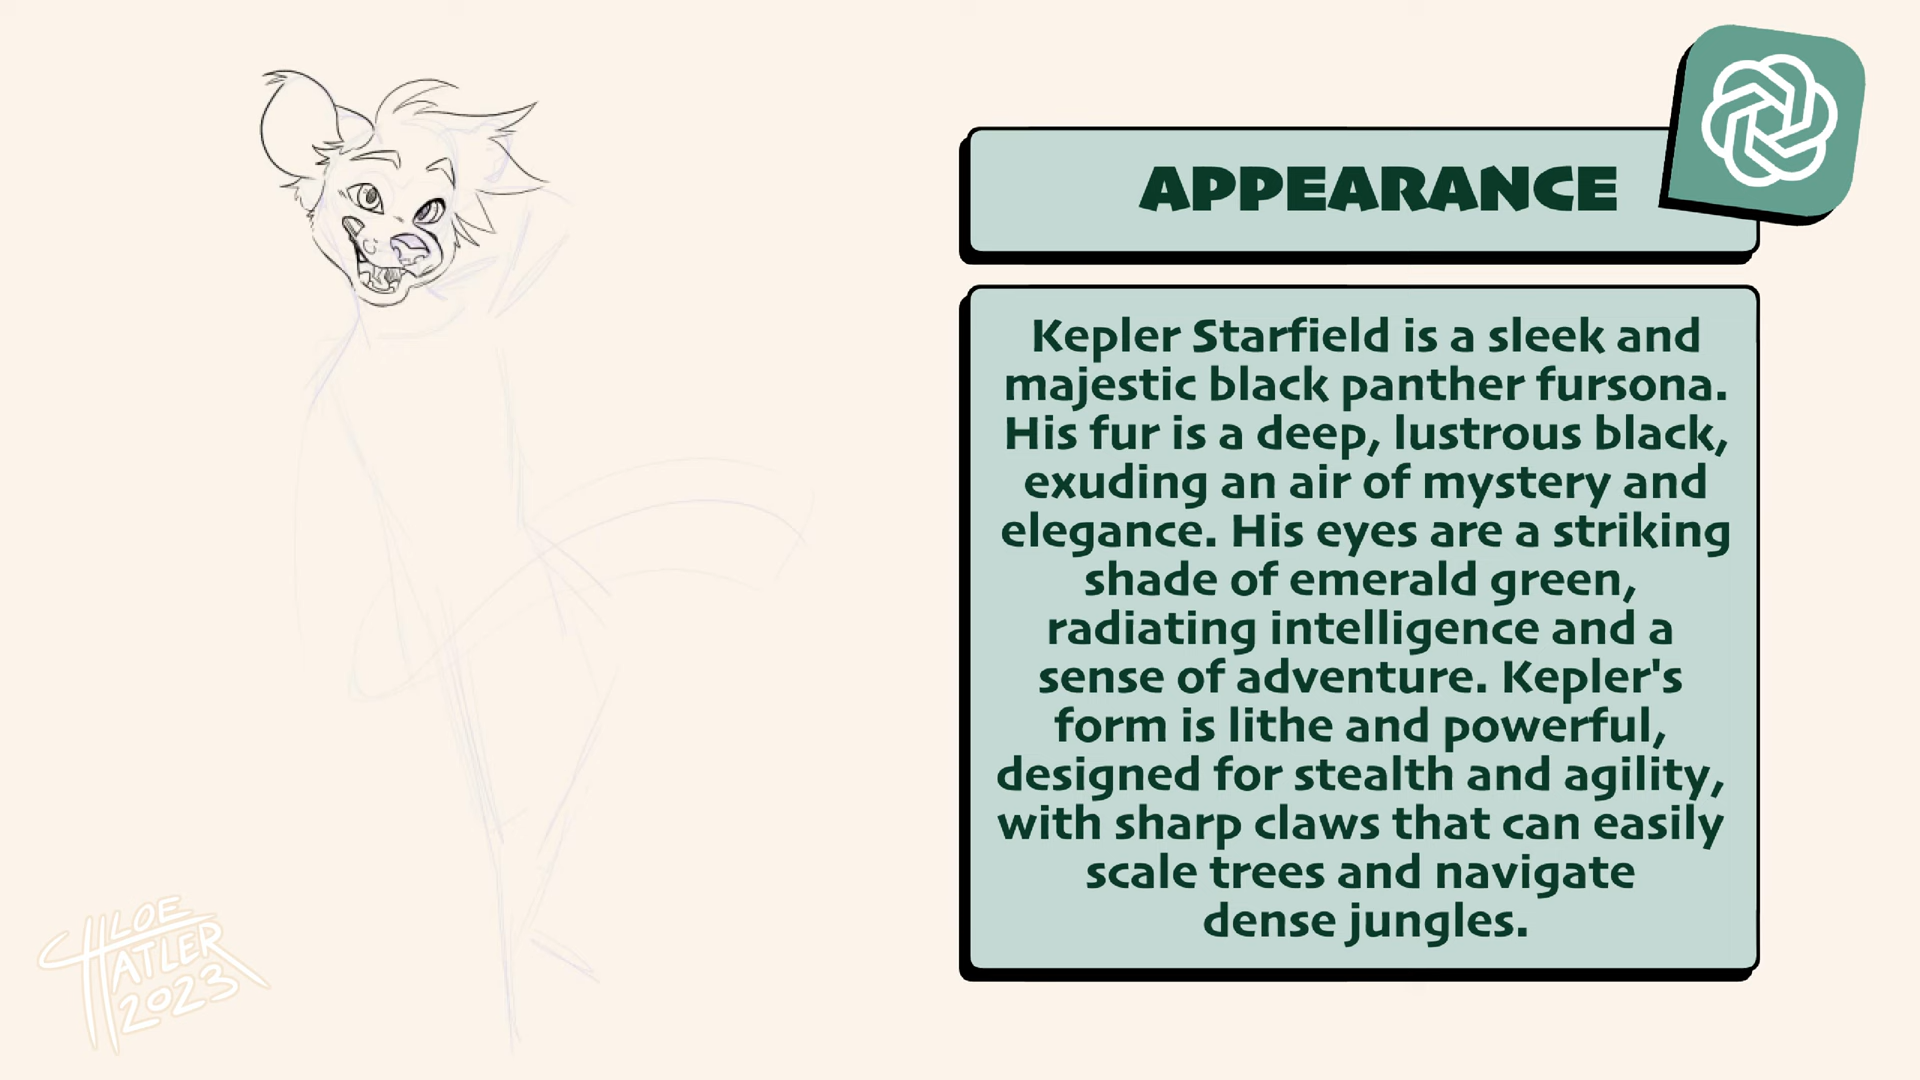 APPEARANCE
Kepler Starfield is a sleek and
majestic black panther fursona.
His fur is a deep, lustrous black,
exuding an air of mystery and
elegance. His eyes are a striking
shade of emerald green,
radiating intelligence and a
sense of adventure. Kepler's
form is lithe and powerful,
designed for stealth and agility,
with sharp claws that can easily
scale trees and navigate
dense jungles.
CHLOE
HATLER
2023